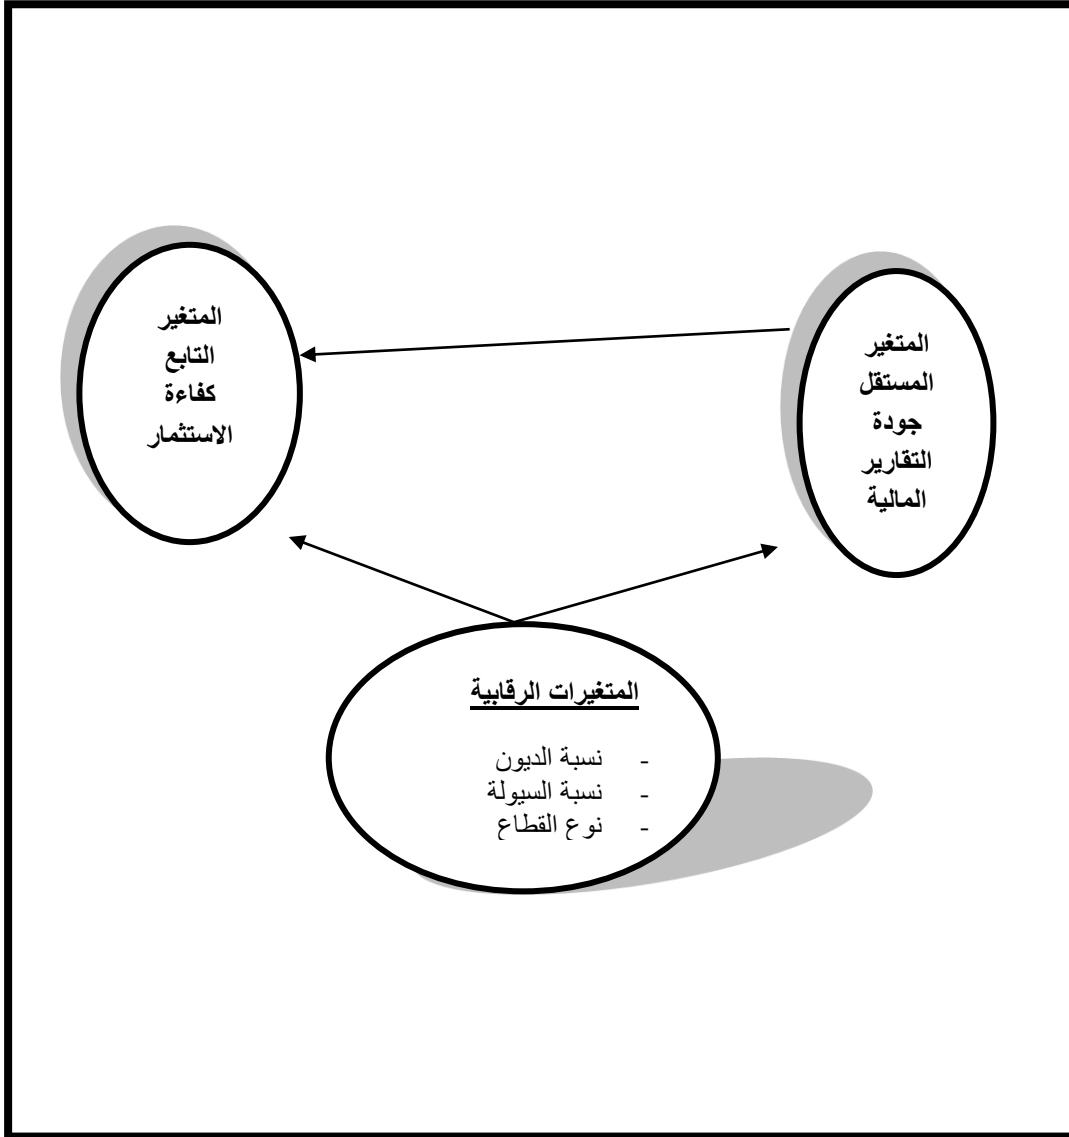 المتغير
المستقل
جودة
التقارير
المالية
المتغير
التابع
كفاءة
الاستثمار
المتغيرات الرقابية
- نسبة الديون
- نسبة السيولة
- نوع القطاع